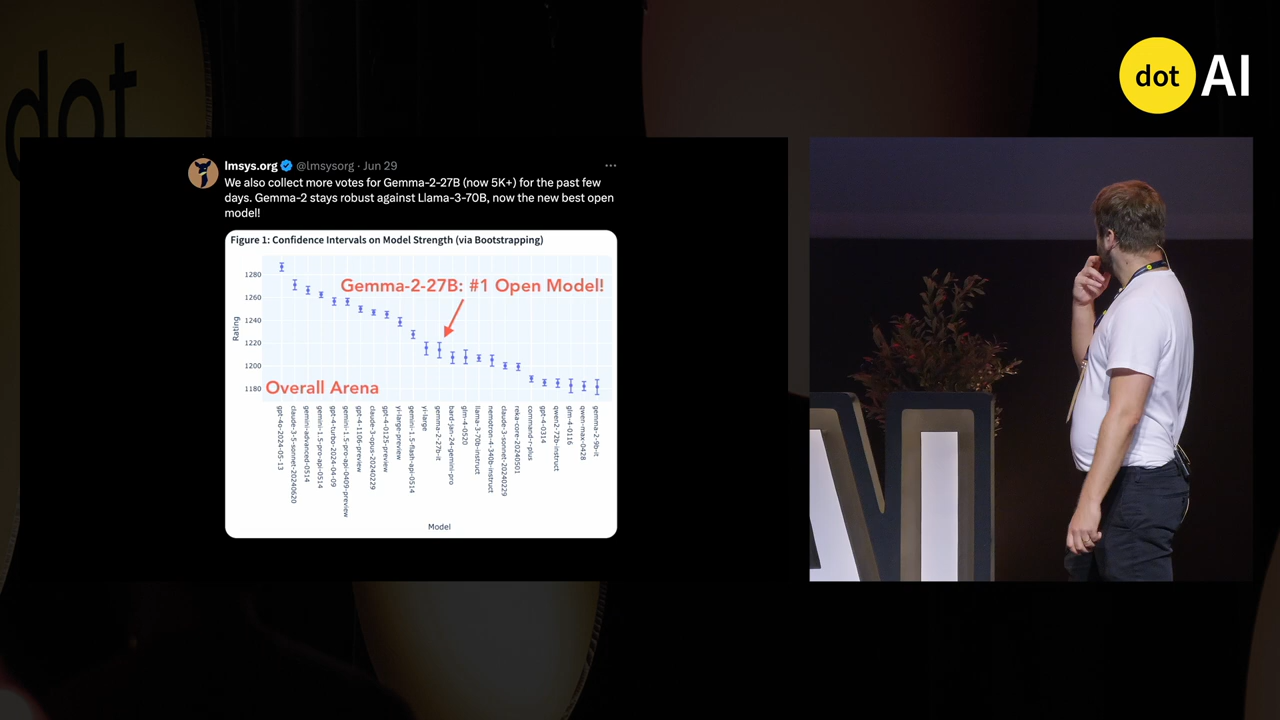 dot
dot AI
lmsys.org @lmsysorg · Jun 29
We also collect more votes for Gemma-2-27B (now 5K+) for the past few
days. Gemma-2 stays robust against Llama-3-70B, now the new best open
model!
Figure 1: Confidence Intervals on Model Strength (via Bootstrapping)
Gemma-2-27B: #1 Open Model!
Overall Arena
Rating
1280
1260
1240
1220
1200
1180
gpt-4o-2024-05-13
claude-3-5-sonnet-20240620
gemini-advanced-0514
gemini-1.5-pro-api-0514
gpt-4-turbo-2024-04-09
gemini-1.5-pro-api-0409-preview
gpt-4-1106-preview
claude-3-opus-20240229
gpt-4-0125-preview
yi-large-preview
gemini-1.5-flash-api-0514
yi-large
gemma-2-27b-it
bard-jan-24-gemini-pro
glm-4-0520
llama-3-70b-instruct
nemotron-4-340b-instruct
claude-3-sonnet-20240229
reka-core-20240501
command-r-plus
gpt-4-0314
qwen2-72b-instruct
glm-4-0116
qwen-max-0428
gemma-2-9b-it
Model
AI